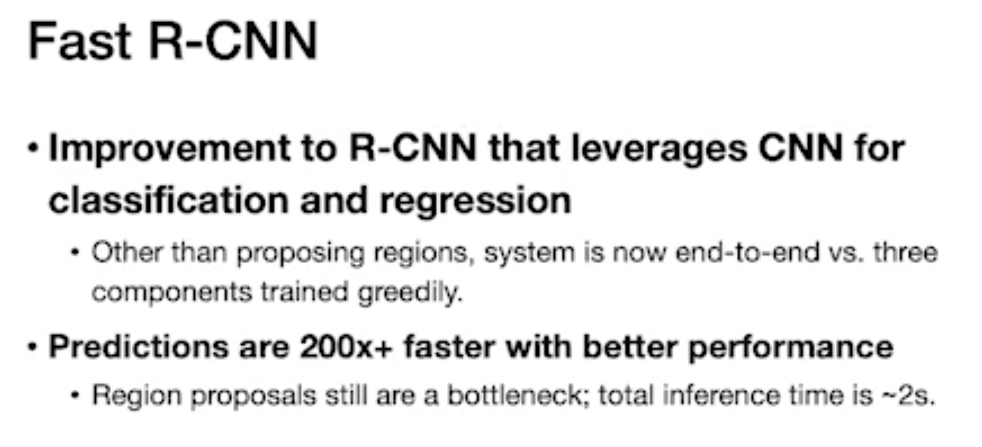 Fast R-CNN
• Improvement to R-CNN that leverages CNN for
classification and regression
• Other than proposing regions, system is now end-to-end vs. three
components trained greedily.
• Predictions are 200x+ faster with better performance
• Region proposals still are a bottleneck; total inference time is ~2s.